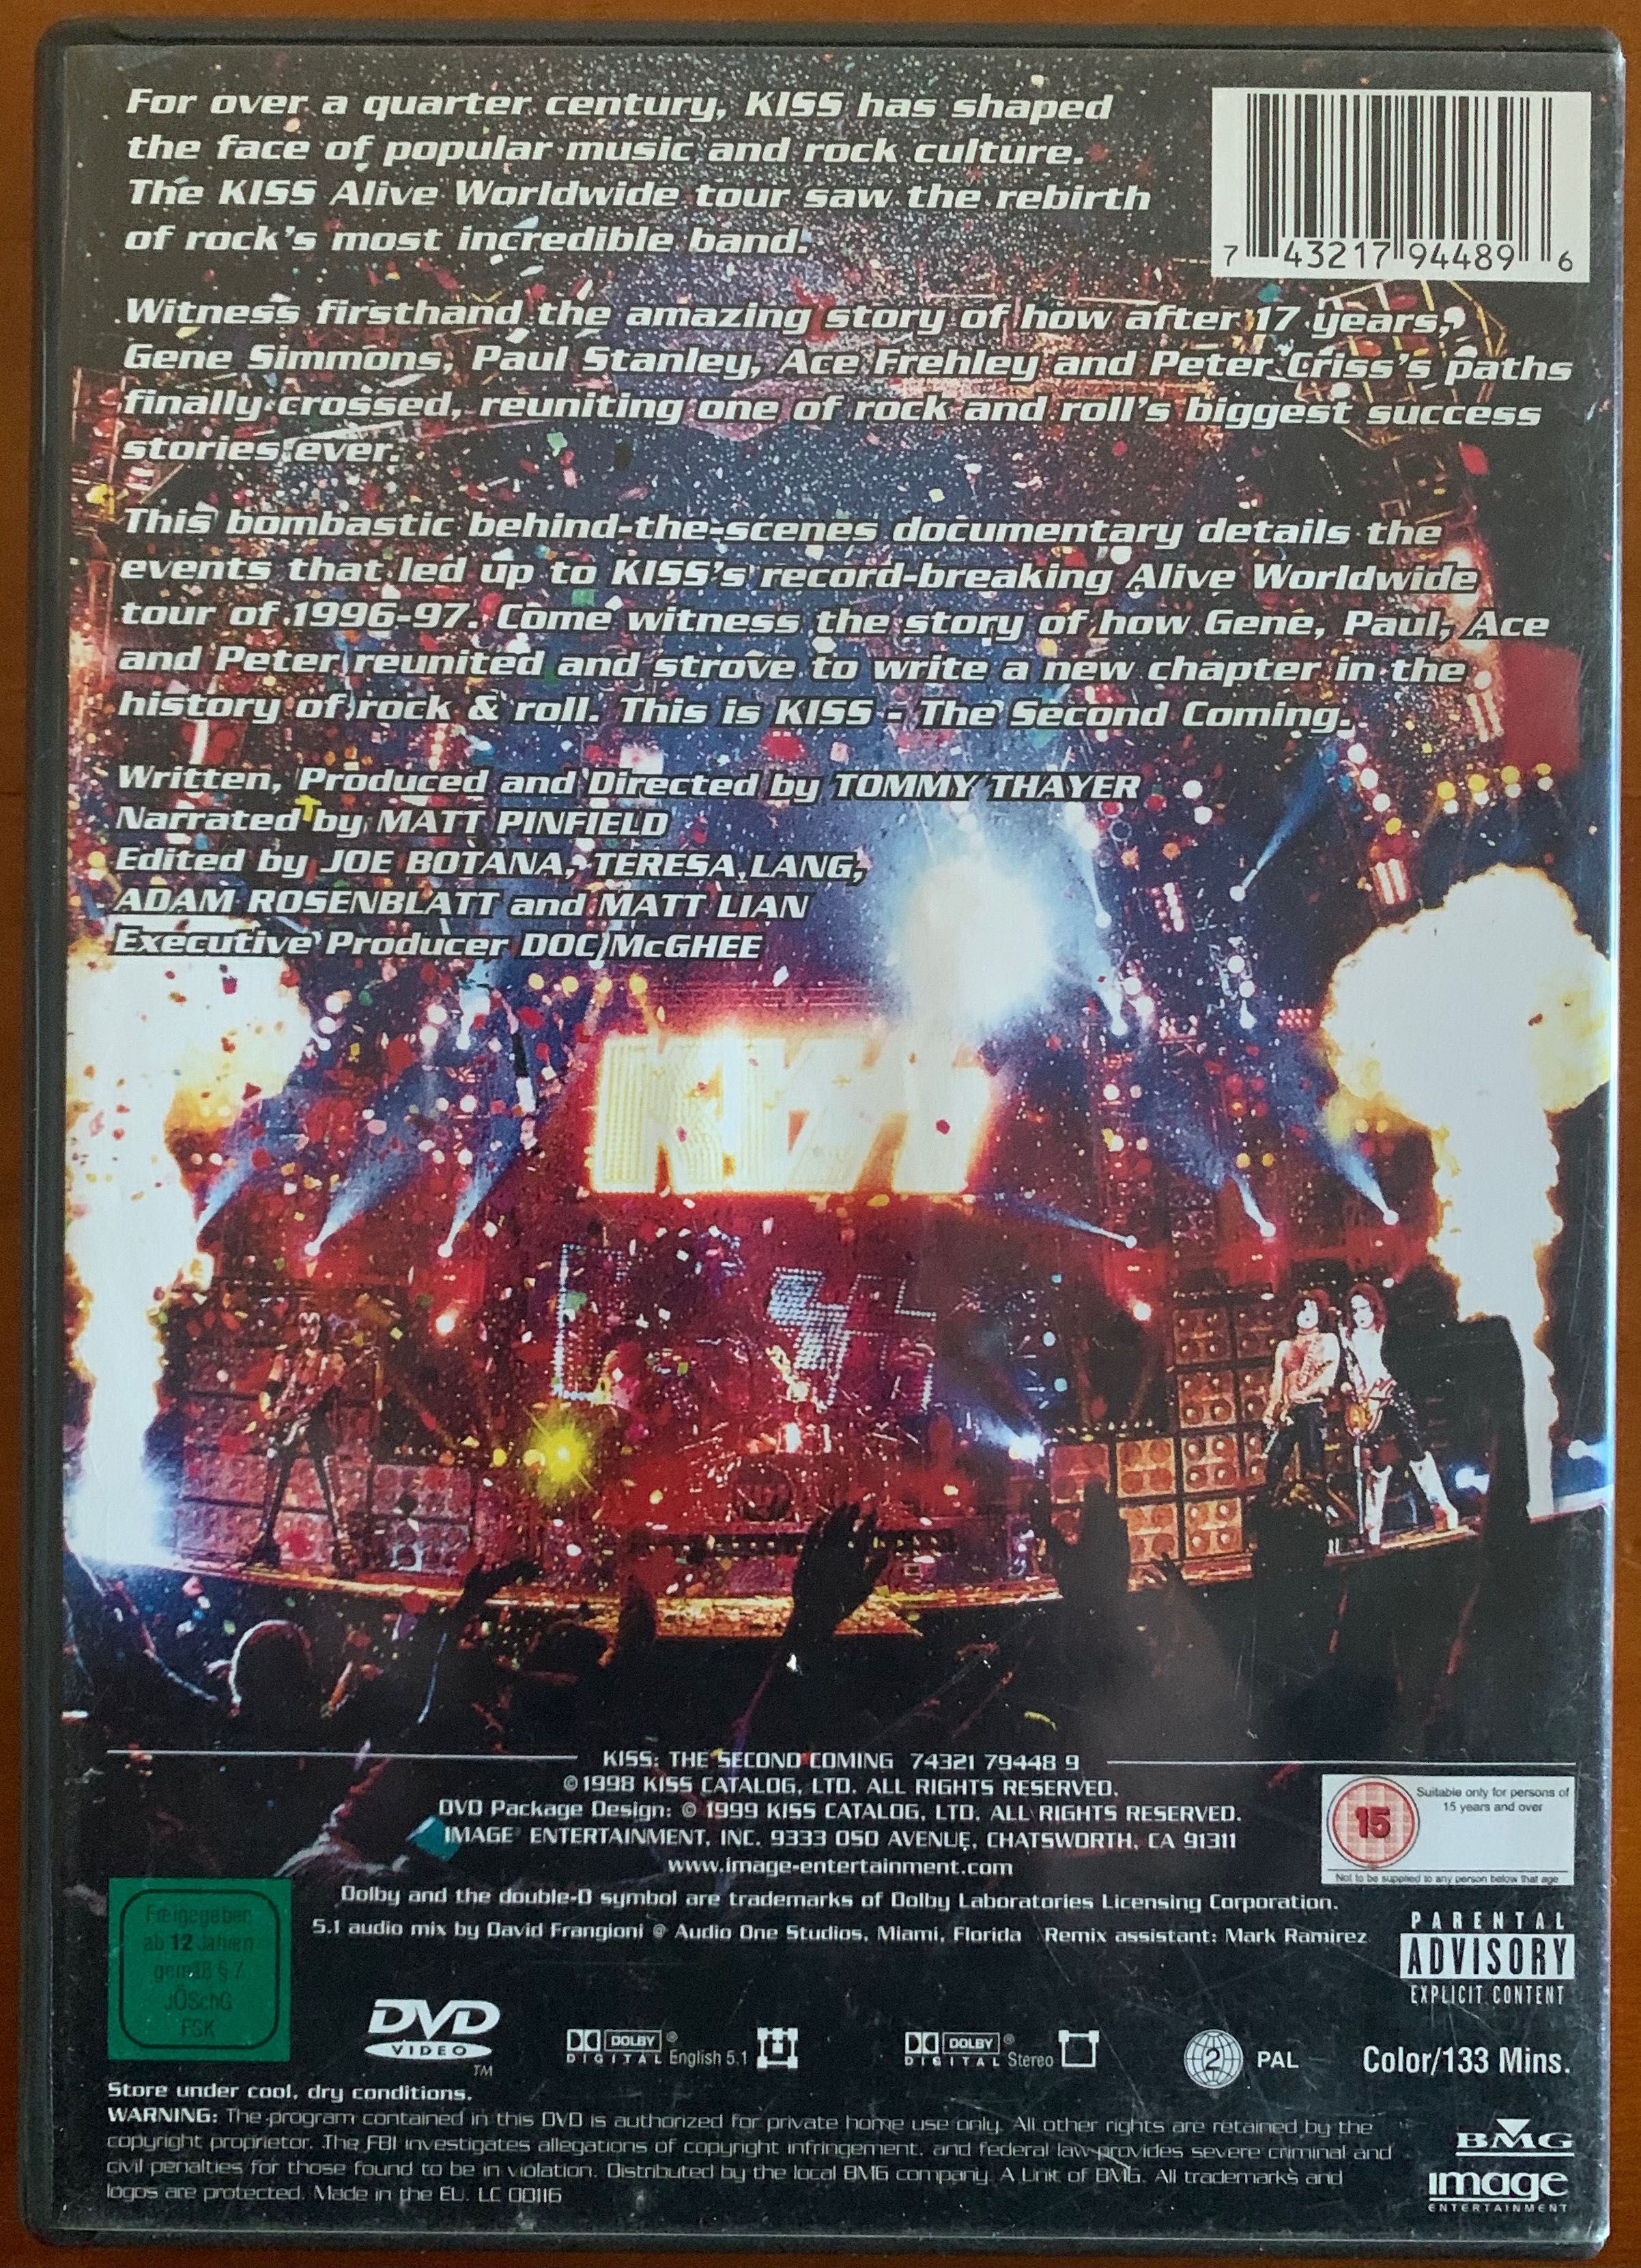 For over a quarter century, KISS has shaped
the face of popular music and rock culture.
The KISS Alive Worldwide tour saw the rebirth
of rock's most incredible band.
7 43217 94489 6
Witness firsthand the amazing story of how after 17 years,
Gene Simmons, Paul Stanley, Ace Frehley and Peter Criss's paths
finally crossed, reuniting one of rock and roll's biggest success
stories ever.
This bombastic behind-the-scenes documentary details the
events that led up to KISS's record-breaking Alive Worldwide
tour of 1996-97. Come witness the story of how Gene, Paul, Ace
and Peter reunited and strove to write a new chapter in the
history of rock & roll. This is KISS - The Second Coming.
Written, Produced and Directed by TOMMY THAYER
Narrated by MATT PINFIELD
Edited by JOE BOTANA, TERESA LANG,
ADAM ROSENBLATT and MATT LIAN
Executive Producer DOC McGHEE
KISS
KISS: THE SECOND COMING 74321 79448 9
©1998 KISS CATALOG, LTD. ALL RIGHTS RESERVED.
DVD Package Design: © 1999 KISS CATALOG, LTD. ALL RIGHTS RESERVED.
IMAGE ENTERTAINMENT, INC. 9333 OSO AVENUE, CHATSWORTH, CA 91311
www.image-entertainment.com
15
Suitable only for persons of
15 years and over
Not to be supplied to any person below that age
Dolby and the double-D symbol are trademarks of Dolby Laboratories Licensing Corporation.
5.1 audio mix by David Frangioni @ Audio One Studios, Miami, Florida Remix assistant: Mark Ramirez
Freigegeben
ab 12 Jahren
gemäß § 7
JÖSchG
FSK
PARENTAL
ADVISORY
EXPLICIT CONTENT
DVD
VIDEO
TM
DOLBY ®
DIGITAL English 5.1
DOLBY ®
DIGITAL Stereo
2 PAL
Color/133 Mins.
Store under cool, dry conditions.
WARNING: The program contained in this DVD is authorized for private home use only. All other rights are retained by the
copyright proprietor. The FBI investigates allegations of copyright infringement, and federal law provides severe criminal and
civil penalties for those found to be in violation. Distributed by the local BMG company. A Unit of BMG. All trademarks and
logos are protected. Made in the EU. LC 00116
BMG
image
ENTERTAINMENT